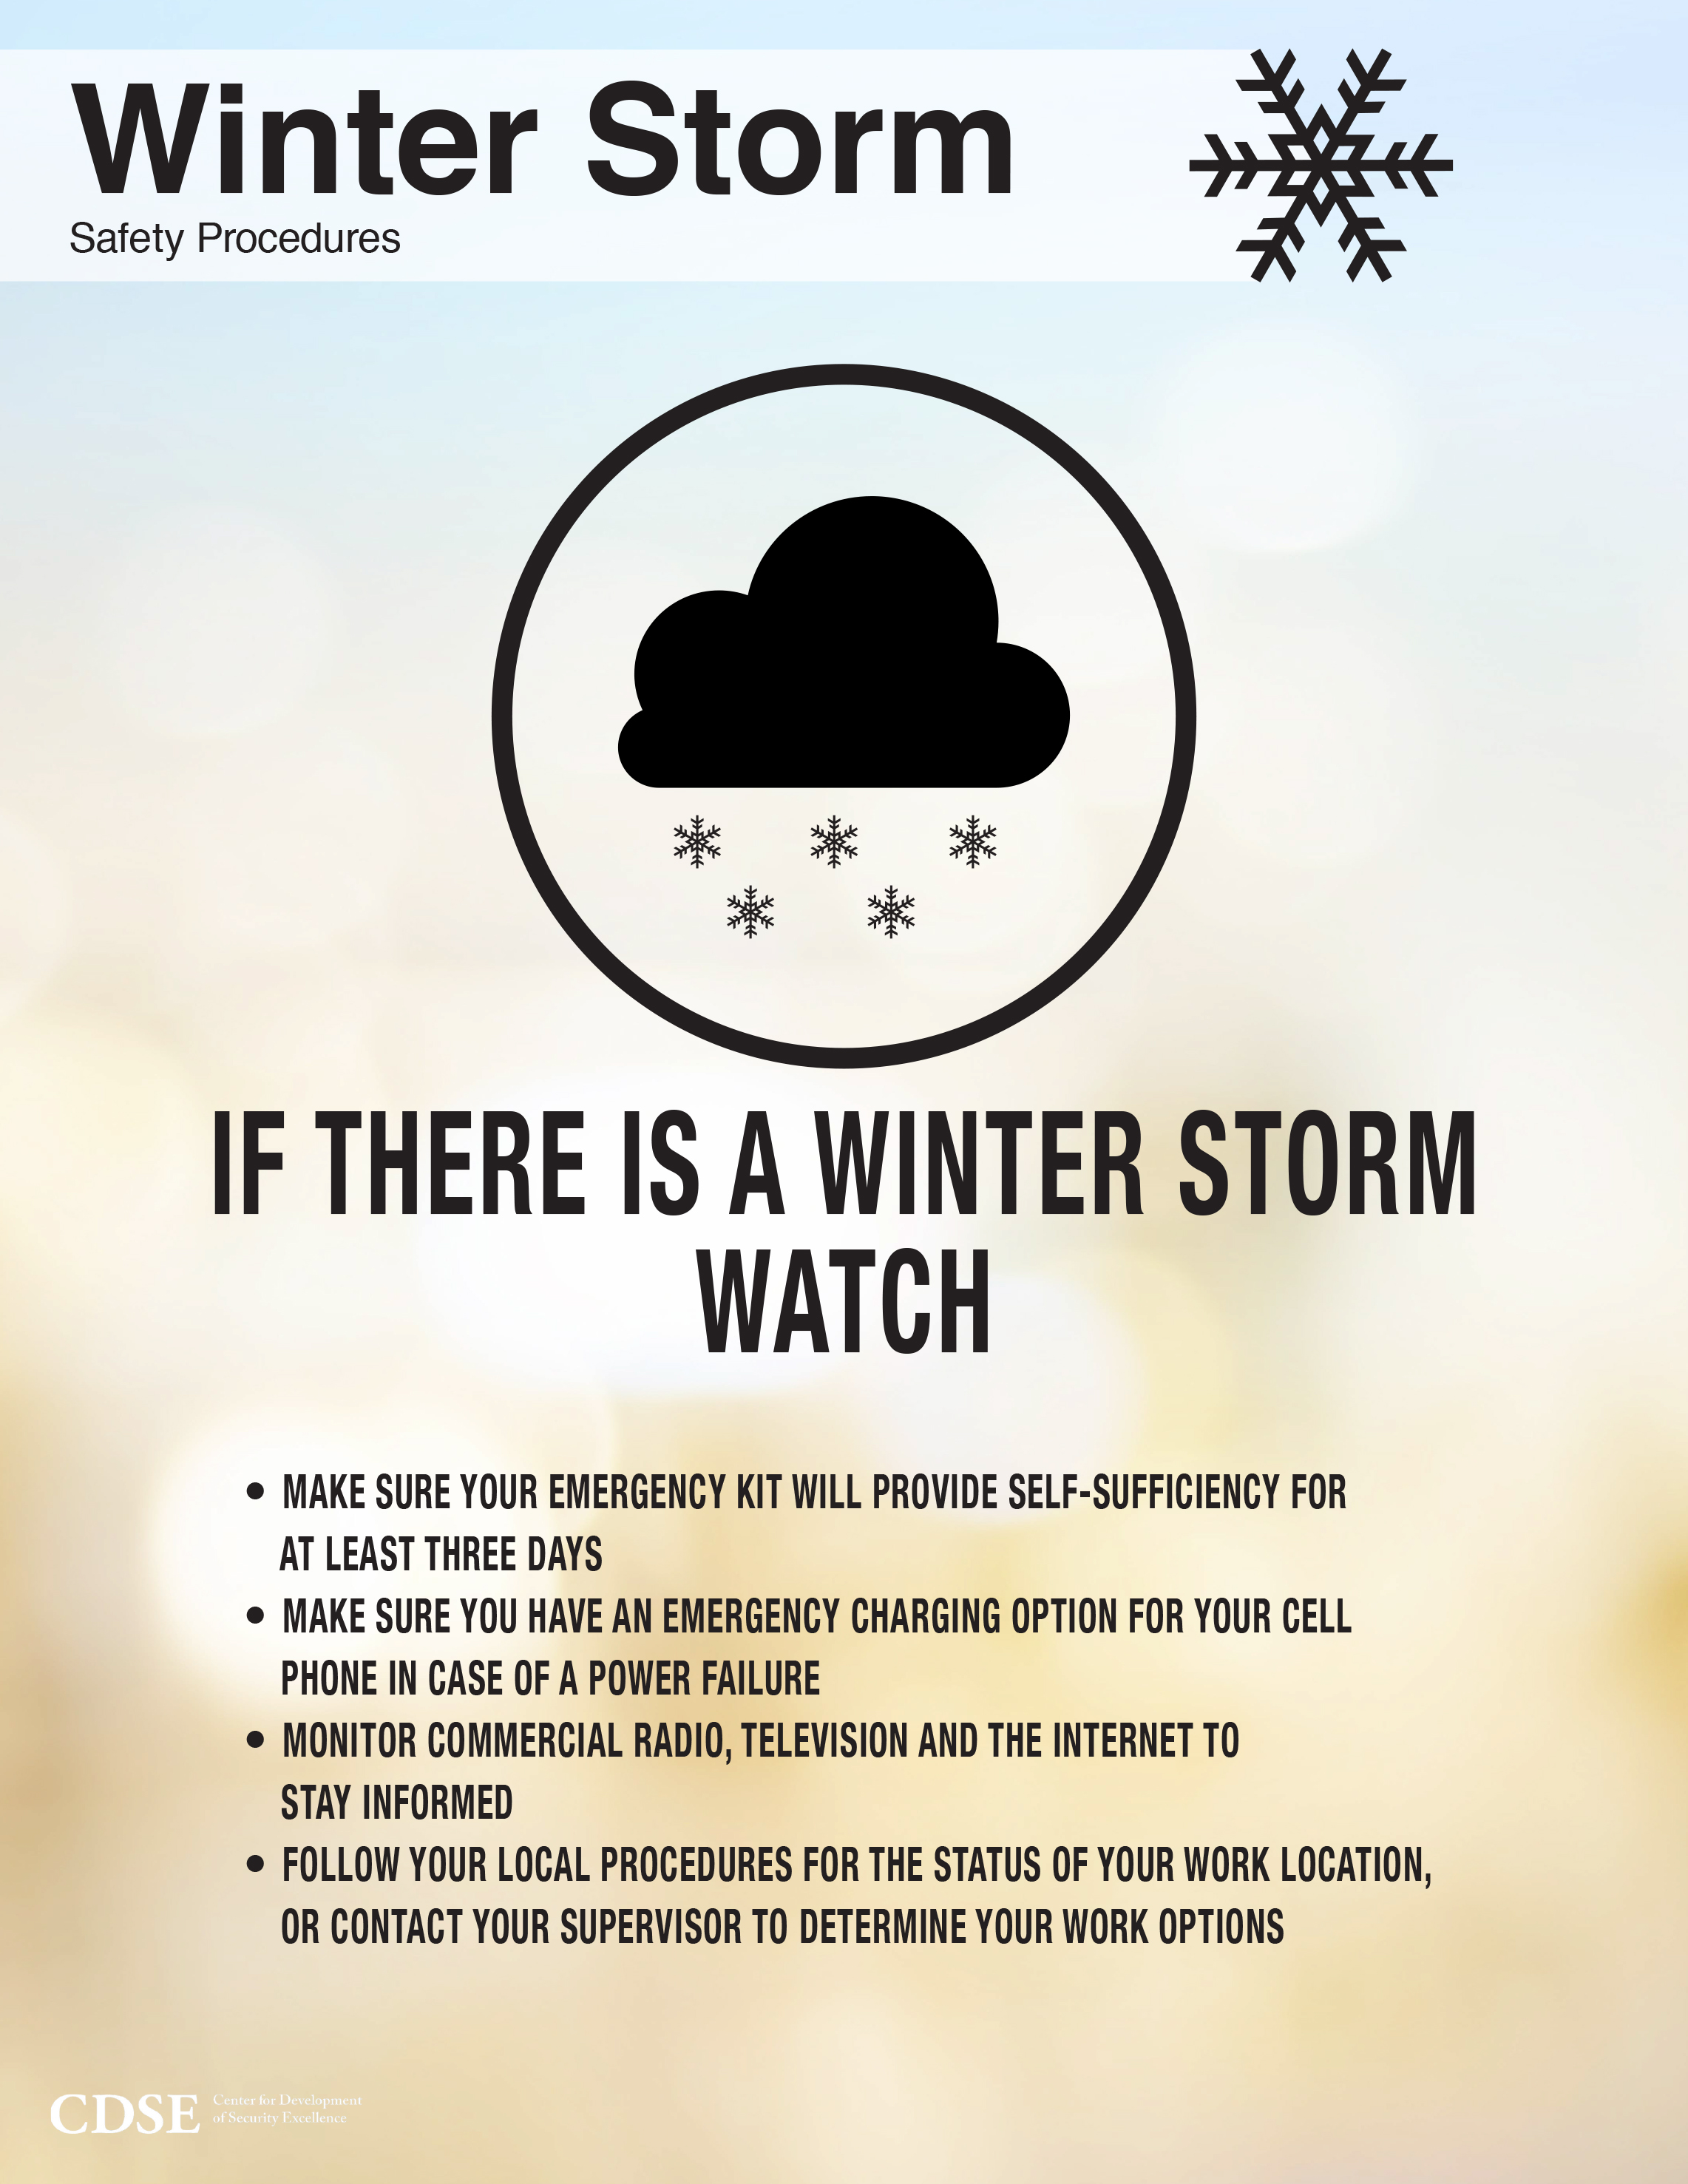 Winter Storm
Safety Procedures
IF THERE IS A WINTER STORM
WATCH
• MAKE SURE YOUR EMERGENCY KIT WILL PROVIDE SELF-SUFFICIENCY FOR
AT LEAST THREE DAYS
• MAKE SURE YOU HAVE AN EMERGENCY CHARGING OPTION FOR YOUR CELL
PHONE IN CASE OF A POWER FAILURE
• MONITOR COMMERCIAL RADIO, TELEVISION AND THE INTERNET TO
STAY INFORMED
• FOLLOW YOUR LOCAL PROCEDURES FOR THE STATUS OF YOUR WORK LOCATION,
OR CONTACT YOUR SUPERVISOR TO DETERMINE YOUR WORK OPTIONS
CDSE
Center for Development
of Security Excellence